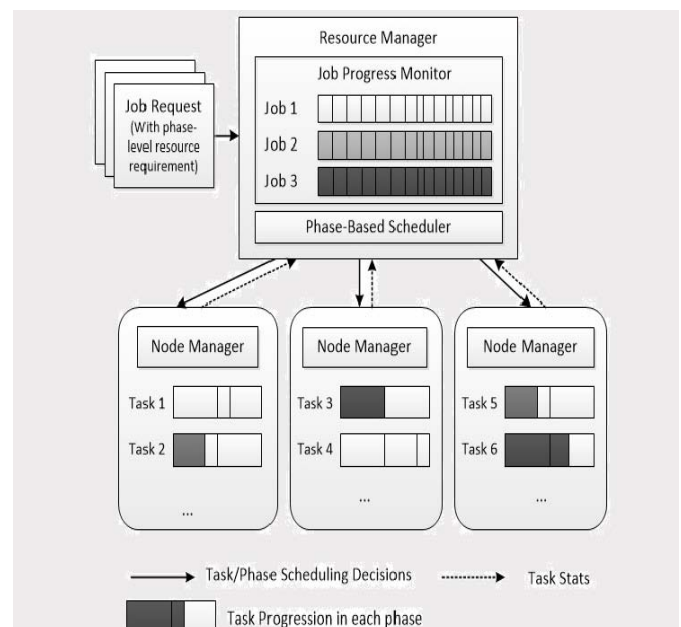 Resource Manager
Job Progress Monitor
Job Request
(With phase-
level resource
requirement)
Job 1
Job 2
Job 3
Phase-Based Scheduler
Node Manager
Task 1
Task 2
...
Node Manager
Task 3
Task 4
...
Node Manager
Task 5
Task 6
...
Task/Phase Scheduling Decisions
Task Stats
Task Progression in each phase